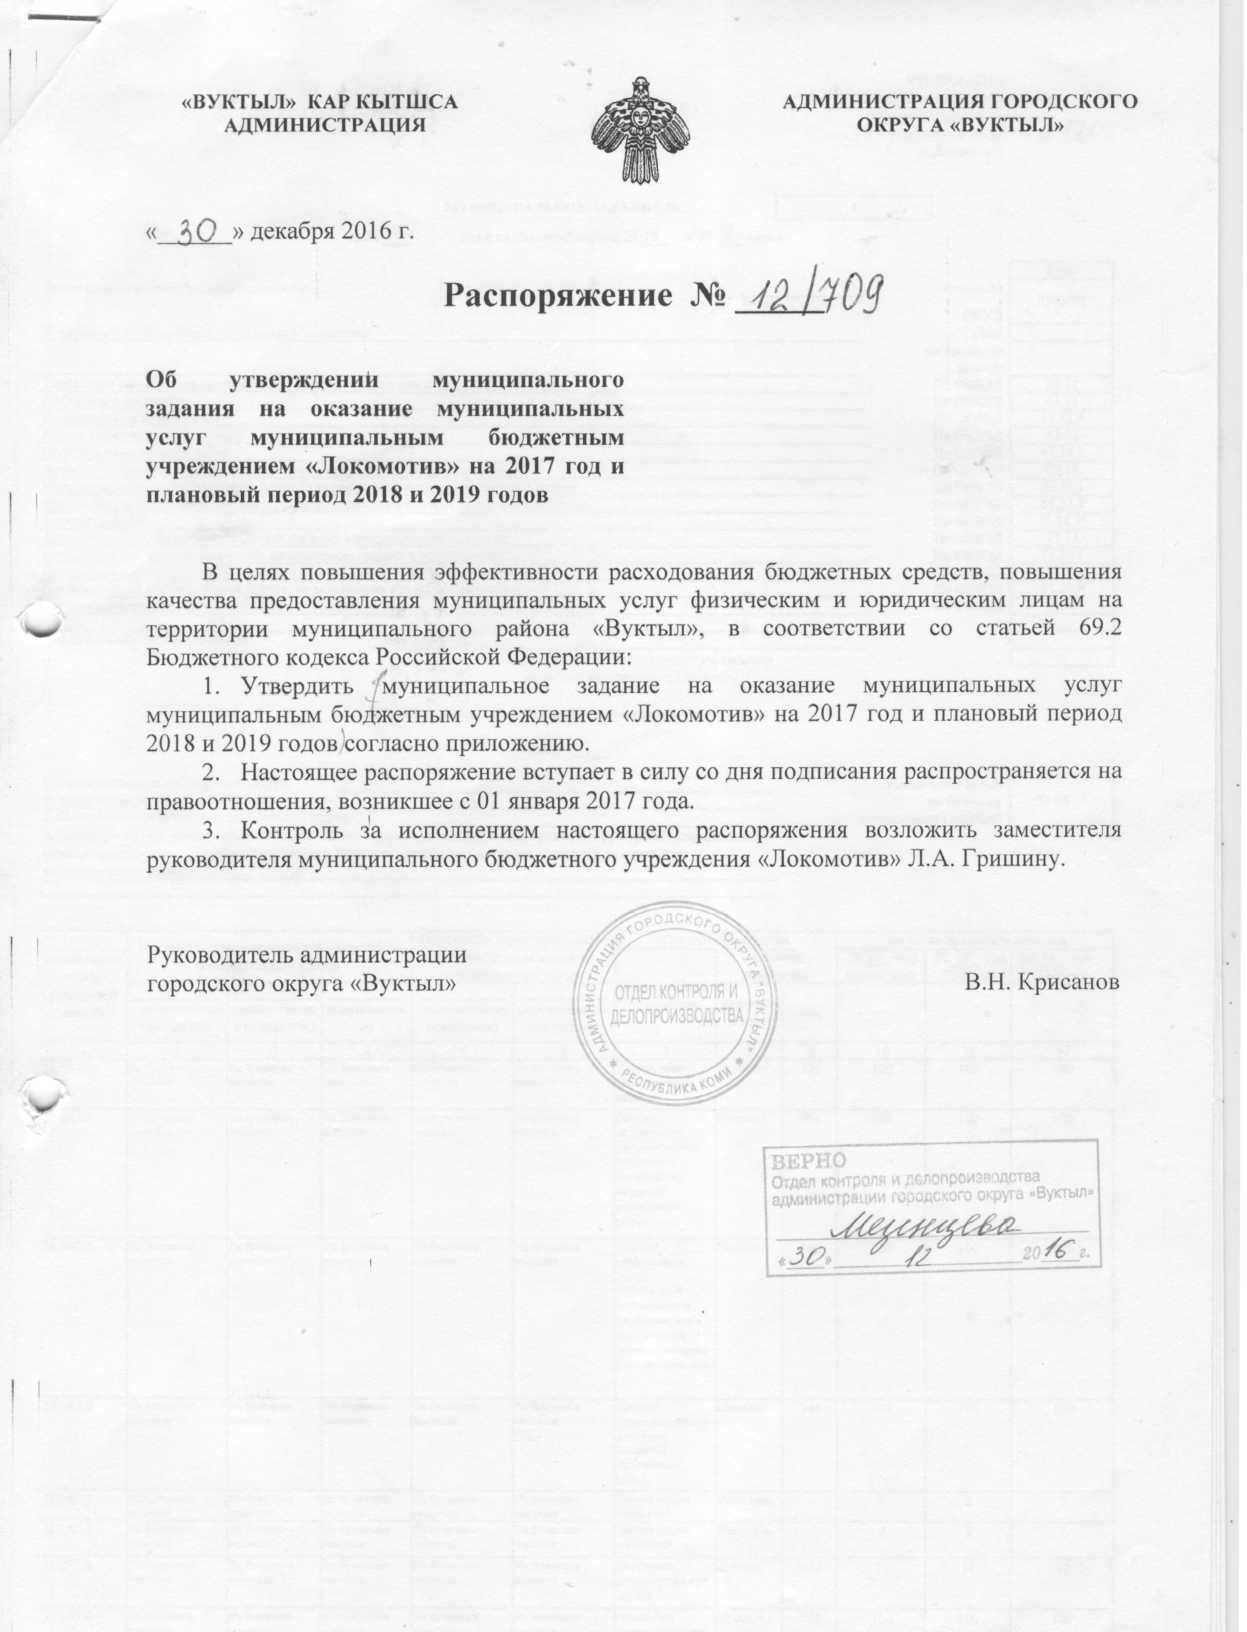 «ВУКТЫЛ» КАР КЫТШСА
АДМИНИСТРАЦИЯ
АДМИНИСТРАЦИЯ ГОРОДСКОГО
ОКРУГА «ВУКТЫЛ»
«30» декабря 2016 г.
Распоряжение № 12/709
Об утверждении муниципального
задания на оказание муниципальных
услуг муниципальным бюджетным
учреждением «Локомотив» на 2017 год и
плановый период 2018 и 2019 годов
В целях повышения эффективности расходования бюджетных средств, повышения
качества предоставления муниципальных услуг физическим и юридическим лицам на
территории муниципального района «Вуктыл», в соответствии со статьей 69.2
Бюджетного кодекса Российской Федерации:
1. Утвердить муниципальное задание на оказание муниципальных услуг
муниципальным бюджетным учреждением «Локомотив» на 2017 год и плановый период
2018 и 2019 годов согласно приложению.
2. Настоящее распоряжение вступает в силу со дня подписания распространяется на
правоотношения, возникшее с 01 января 2017 года.
3. Контроль за исполнением настоящего распоряжения возложить заместителя
руководителя муниципального бюджетного учреждения «Локомотив» Л.А. Гришину.
Руководитель администрации
городского округа «Вуктыл»
В.Н. Крисанов
АДМИНИСТРАЦИЯ ГОРОДСКОГО ОКРУГА "ВУКТЫЛ"
ОТДЕЛ КОНТРОЛЯ И
ДЕЛОПРОИЗВОДСТВА
* РЕСПУБЛИКА КОМИ *
ВЕРНО
Отдел контроля и делопроизводства
администрации городского округа «Вуктыл»
«30» 12 2016 г.